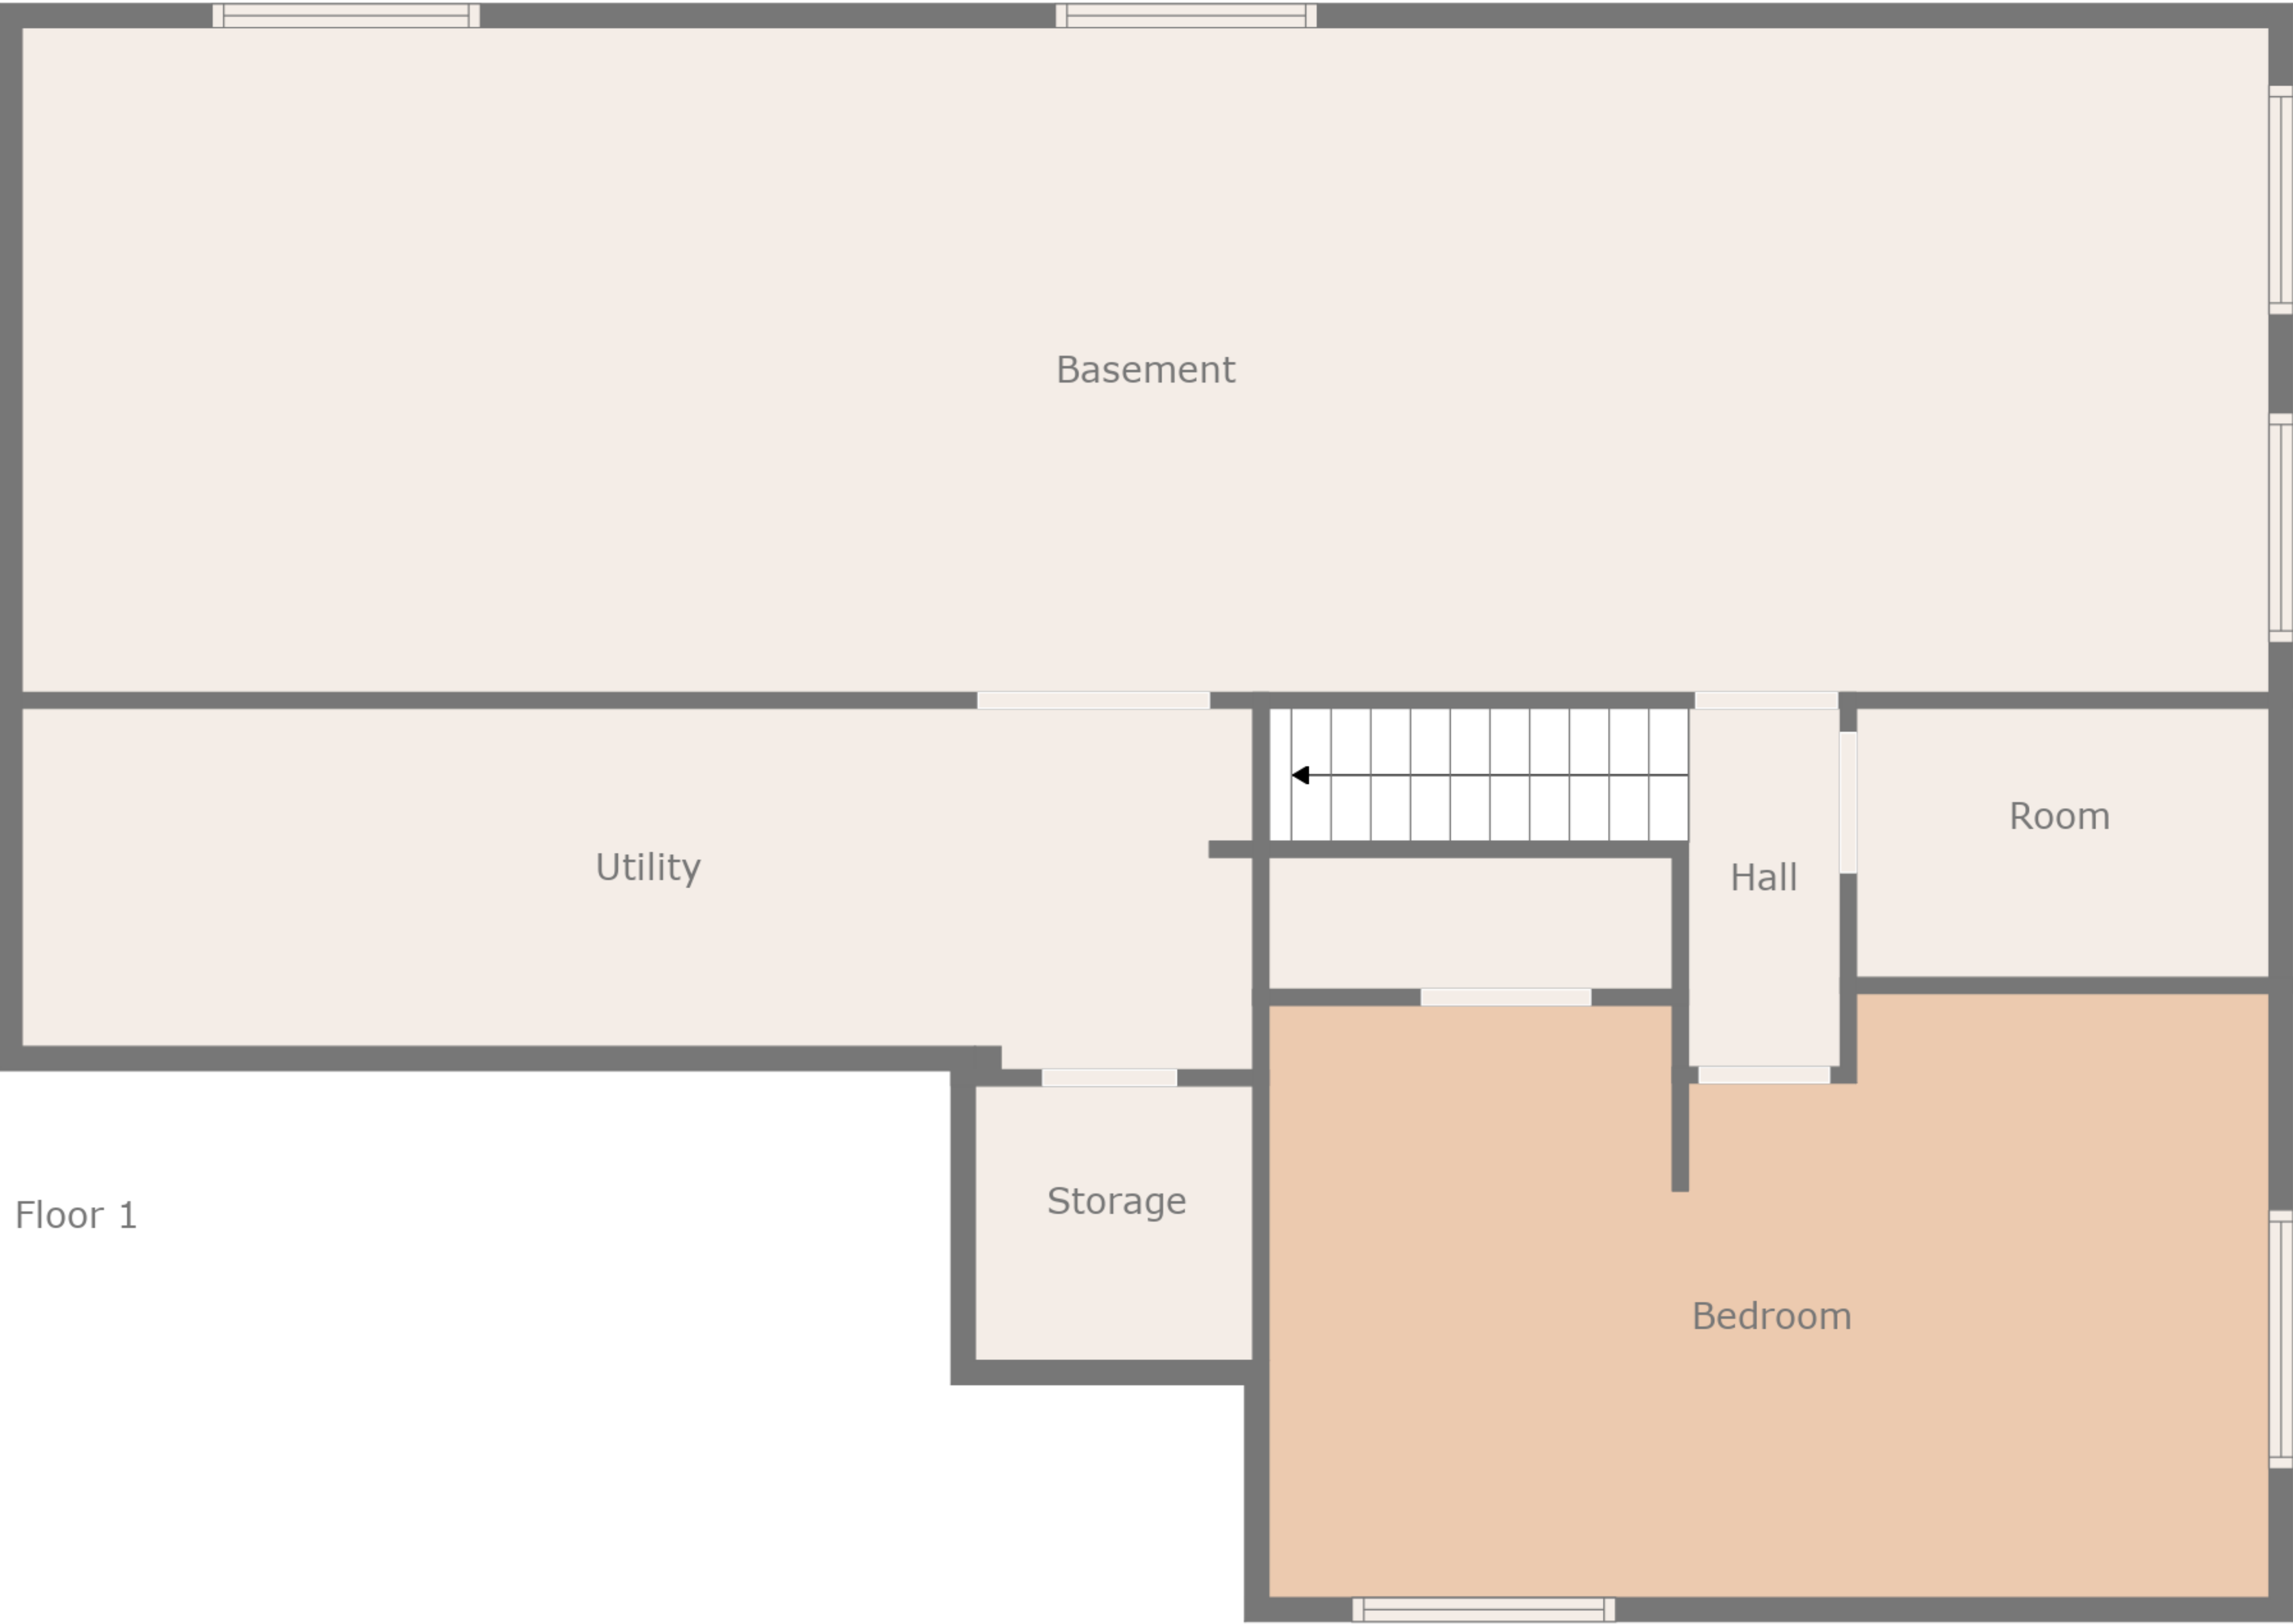 Basement
Utility
Room
Hall
Storage
Floor 1
Bedroom